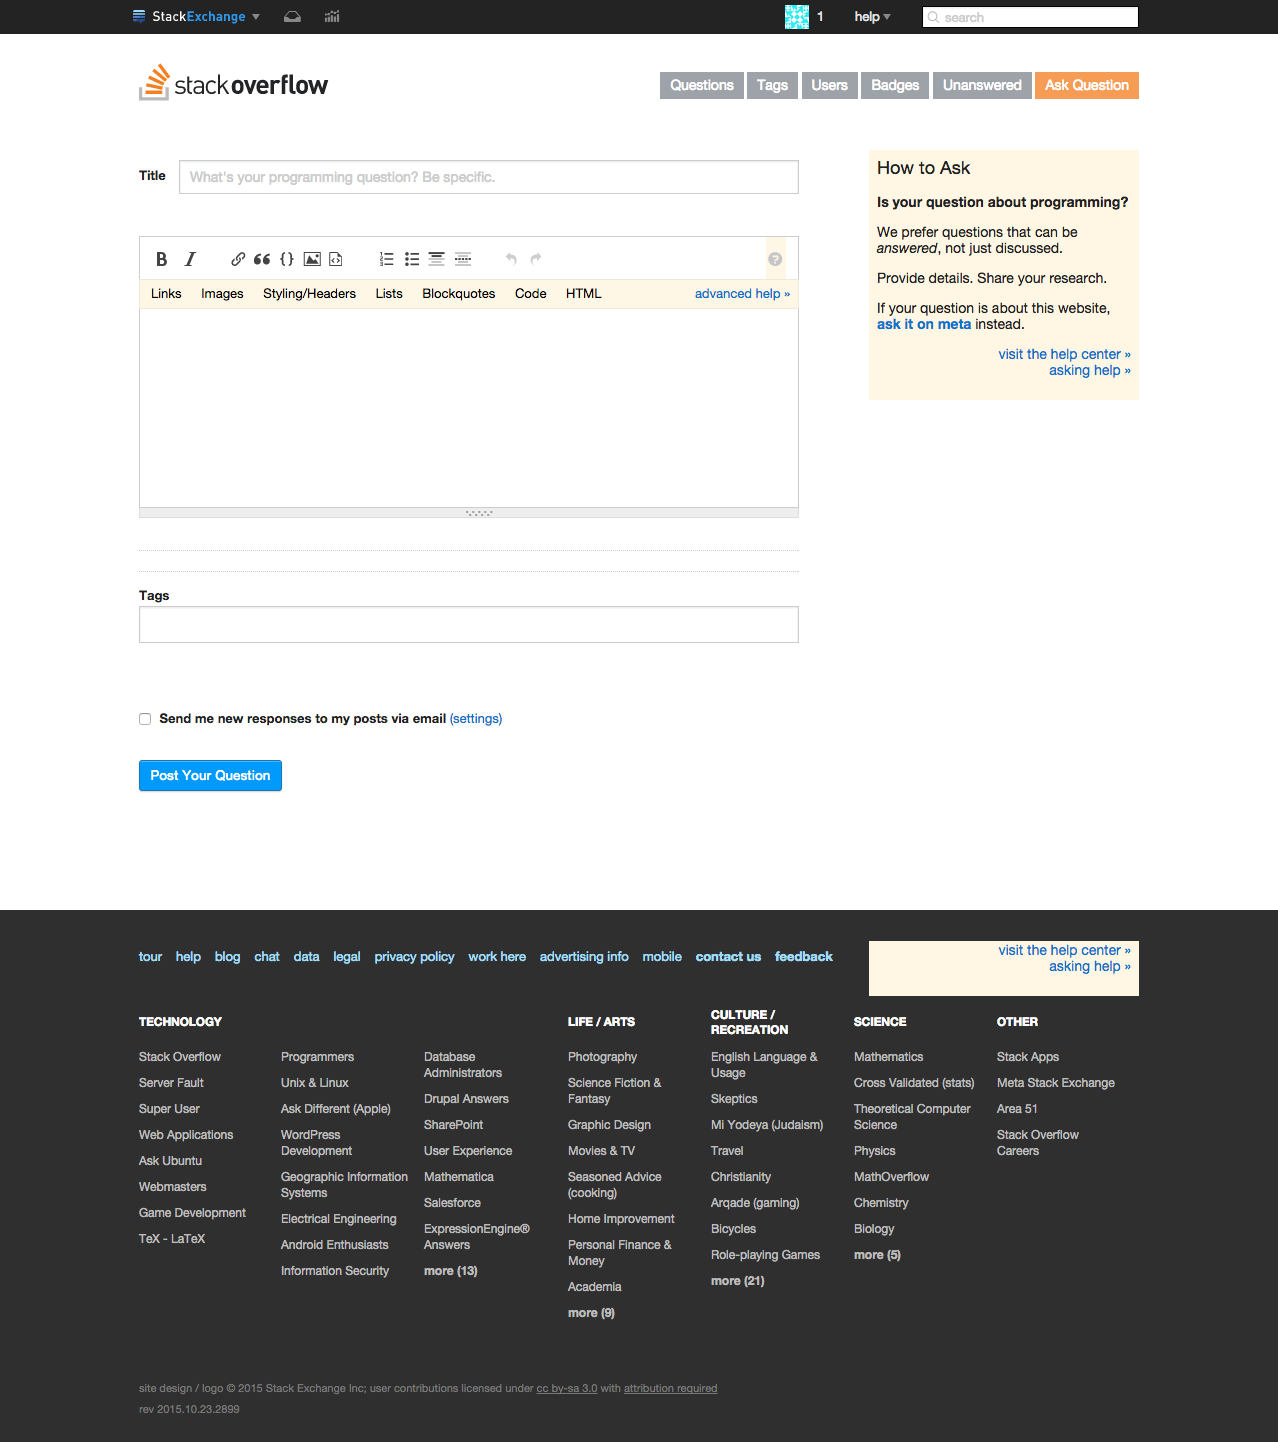 StackExchange
1
help
search
stackoverflow
Questions
Tags
Users
Badges
Unanswered
Ask Question
Title
What's your programming question? Be specific.
B I
Links
Images
Styling/Headers
Lists
Blockquotes
Code
HTML
advanced help »
Tags
Send me new responses to my posts via email (settings)
Post Your Question
How to Ask
Is your question about programming?
We prefer questions that can be
answered, not just discussed.
Provide details. Share your research.
If your question is about this website,
ask it on meta instead.
visit the help center »
asking help »
tour help blog chat data legal privacy policy work here advertising info mobile contact us feedback
visit the help center »
asking help »
TECHNOLOGY
Stack Overflow
Server Fault
Super User
Web Applications
Ask Ubuntu
Webmasters
Game Development
TeX - LaTeX
Programmers
Unix & Linux
Ask Different (Apple)
WordPress
Development
Geographic Information
Systems
Electrical Engineering
Android Enthusiasts
Information Security
Database
Administrators
Drupal Answers
SharePoint
User Experience
Mathematica
Salesforce
ExpressionEngine®
Answers
more (13)
LIFE / ARTS
Photography
Science Fiction &
Fantasy
Graphic Design
Movies & TV
Seasoned Advice
(cooking)
Home Improvement
Personal Finance &
Money
Academia
more (9)
CULTURE /
RECREATION
English Language &
Usage
Skeptics
Mi Yodeya (Judaism)
Travel
Christianity
Arqade (gaming)
Bicycles
Role-playing Games
more (21)
SCIENCE
Mathematics
Cross Validated (stats)
Theoretical Computer
Science
Physics
MathOverflow
Chemistry
Biology
more (5)
OTHER
Stack Apps
Meta Stack Exchange
Area 51
Stack Overflow
Careers
site design / logo © 2015 Stack Exchange Inc; user contributions licensed under cc by-sa 3.0 with attribution required
rev 2015.10.23.2899